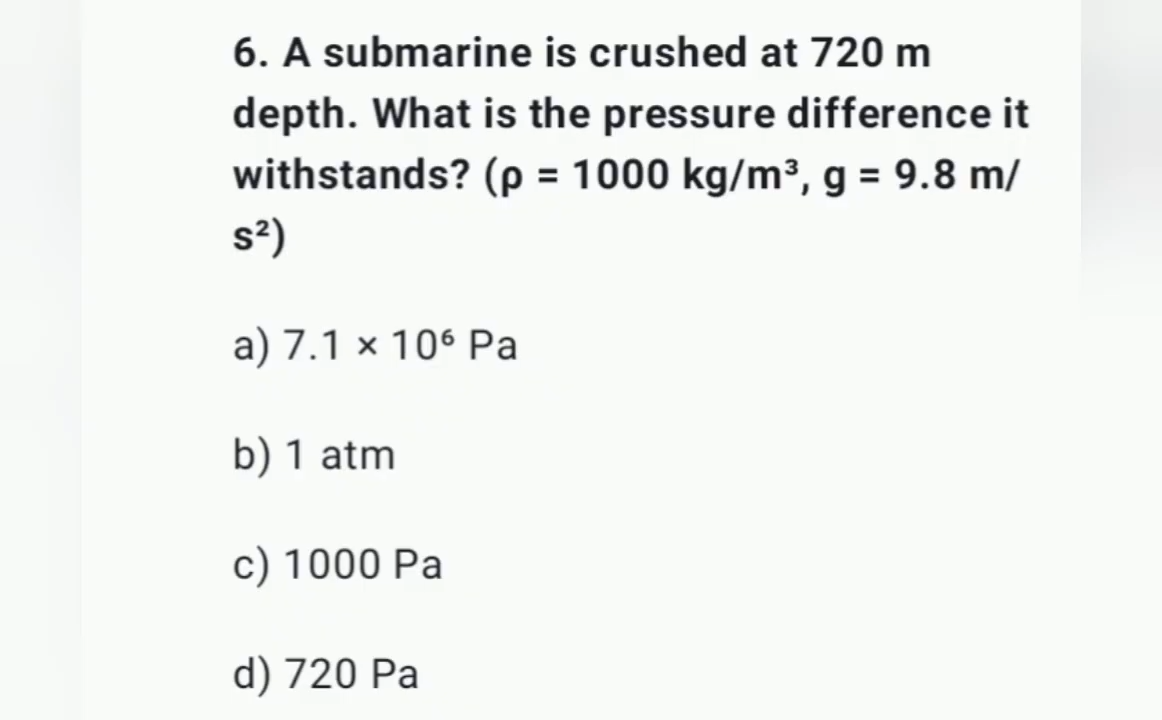 6. A submarine is crushed at 720 m
depth. What is the pressure difference it
withstands? (ρ = 1000 kg/m³, g = 9.8 m/
s²)
a) 7.1 × 10⁶ Pa
b) 1 atm
c) 1000 Pa
d) 720 Pa